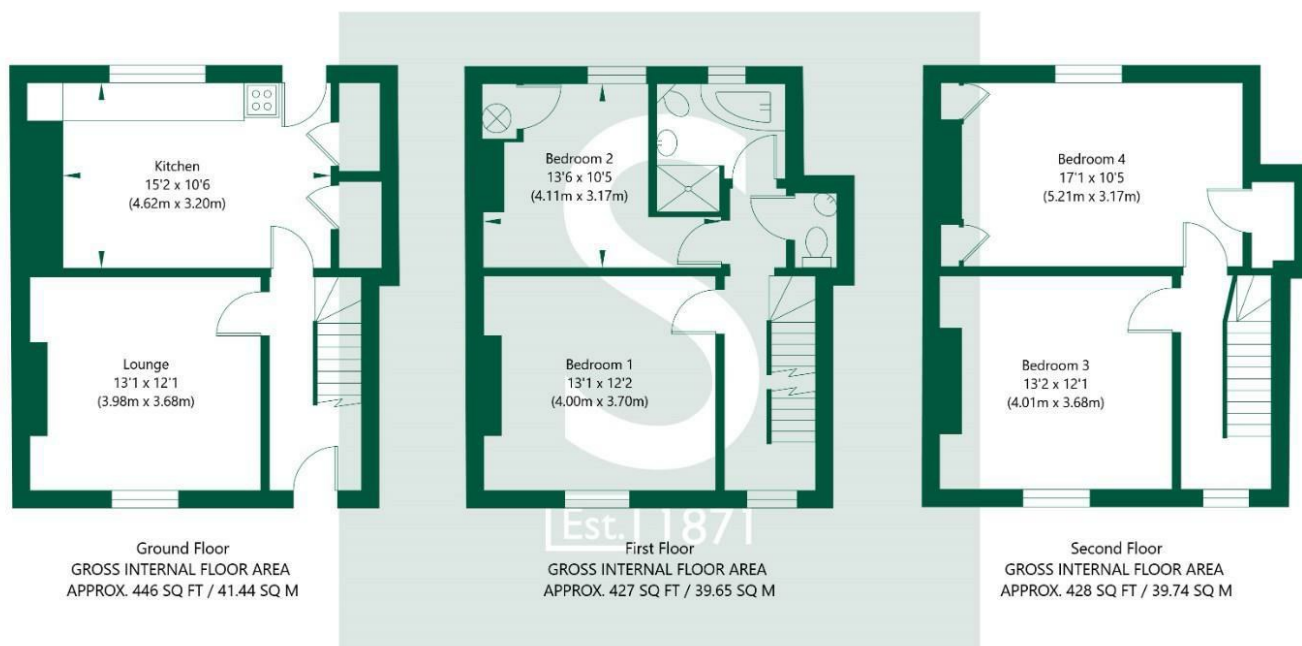 Kitchen
15'2 x 10'6
(4.62m x 3.20m)
Lounge
13'1 x 12'1
(3.98m x 3.68m)
Ground Floor
GROSS INTERNAL FLOOR AREA
APPROX. 446 SQ FT / 41.44 SQ M
Bedroom 2
13'6 x 10'5
(4.11m x 3.17m)
Bedroom 1
13'1 x 12'2
(4.00m x 3.70m)
S
Est. 1871
First Floor
GROSS INTERNAL FLOOR AREA
APPROX. 427 SQ FT / 39.65 SQ M
Bedroom 4
17'1 x 10'5
(5.21m x 3.17m)
Bedroom 3
13'2 x 12'1
(4.01m x 3.68m)
Second Floor
GROSS INTERNAL FLOOR AREA
APPROX. 428 SQ FT / 39.74 SQ M